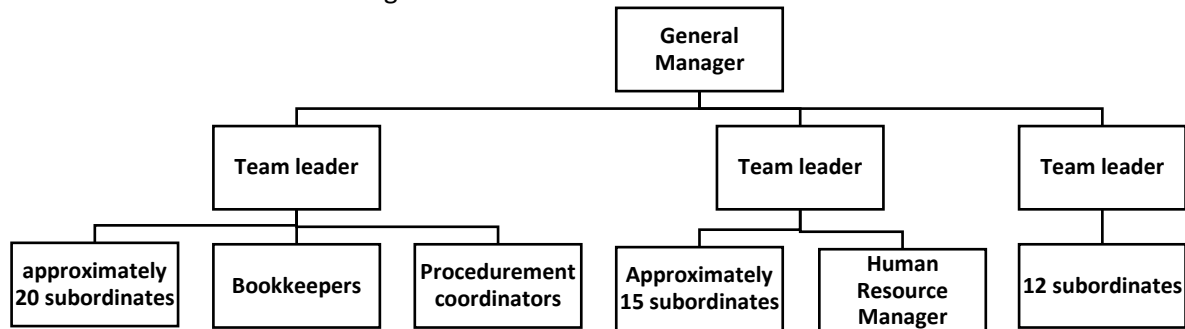 General
Manager
Team leader
Team leader
Team leader
approximately
20 subordinates
Bookkeepers
Procedurement
coordinators
Approximately
15 subordinates
Human
Resource
Manager
12 subordinates